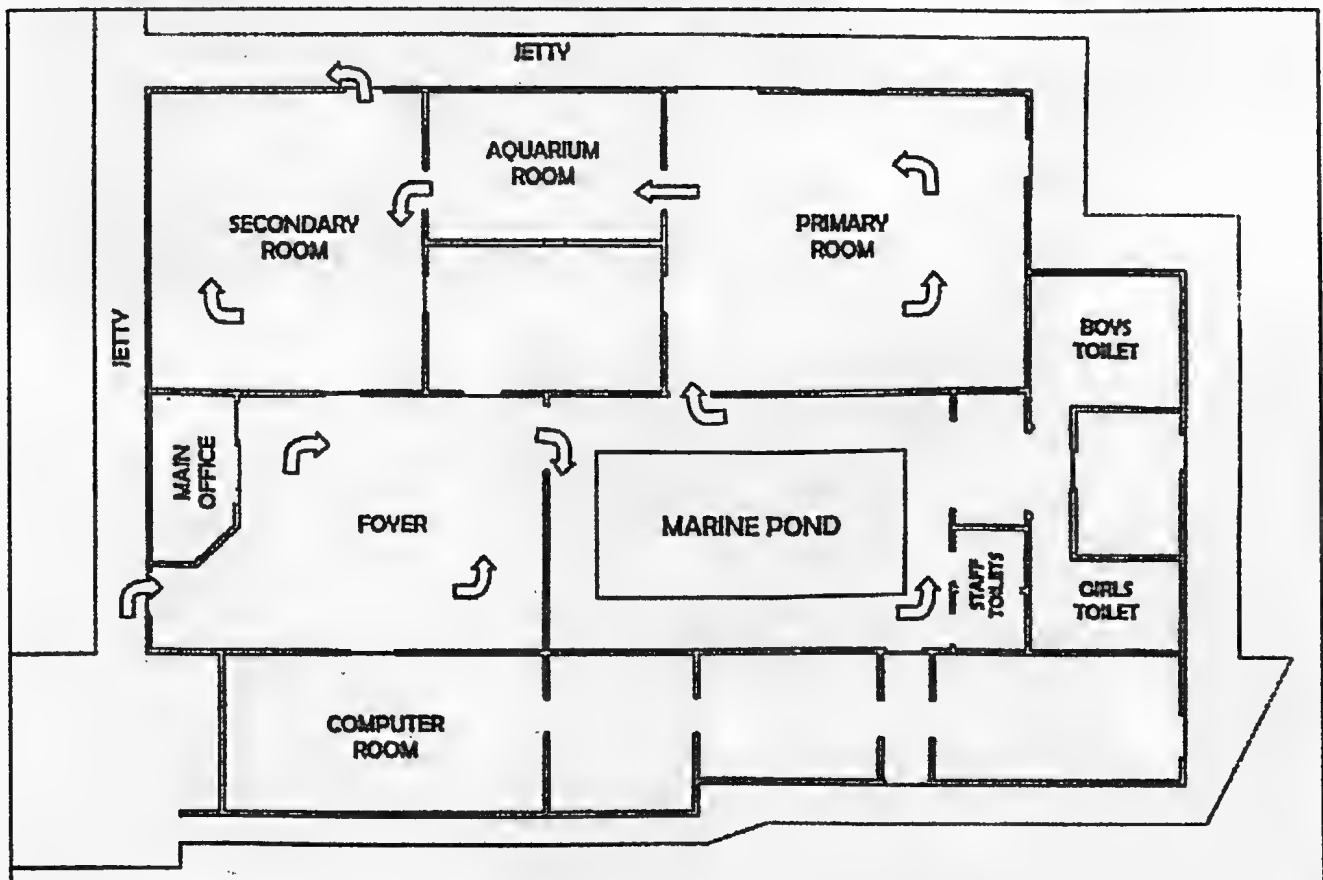 JETTY
AQUARIUM
ROOM
SECONDARY
ROOM
PRIMARY
ROOM
JETTY
BOYS
TOILET
MAIN
OFFICE
FOYER
MARINE POND
STAFF
TOILETS
GIRLS
TOILET
COMPUTER
ROOM